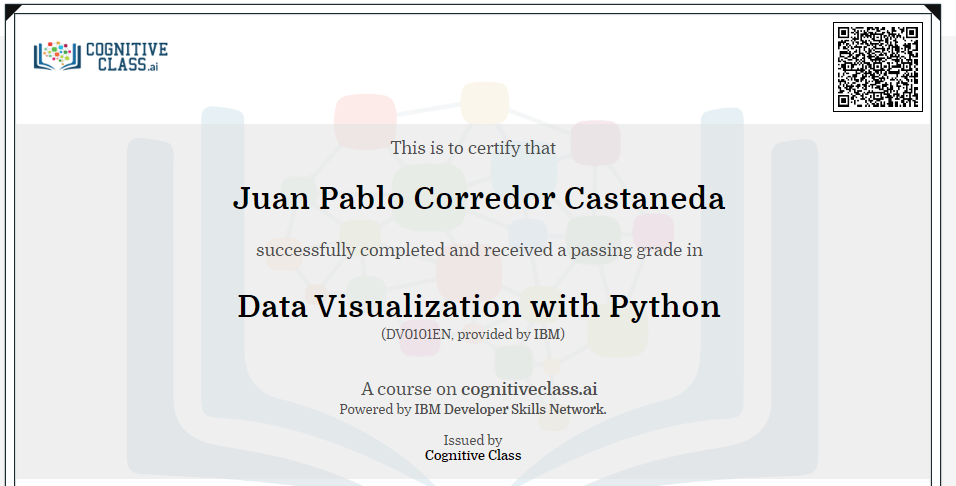 COGNITIVE
CLASS.ai
This is to certify that
Juan Pablo Corredor Castaneda
successfully completed and received a passing grade in
Data Visualization with Python
(DV0101EN, provided by IBM)
A course on cognitiveclass.ai
Powered by IBM Developer Skills Network.
Issued by
Cognitive Class